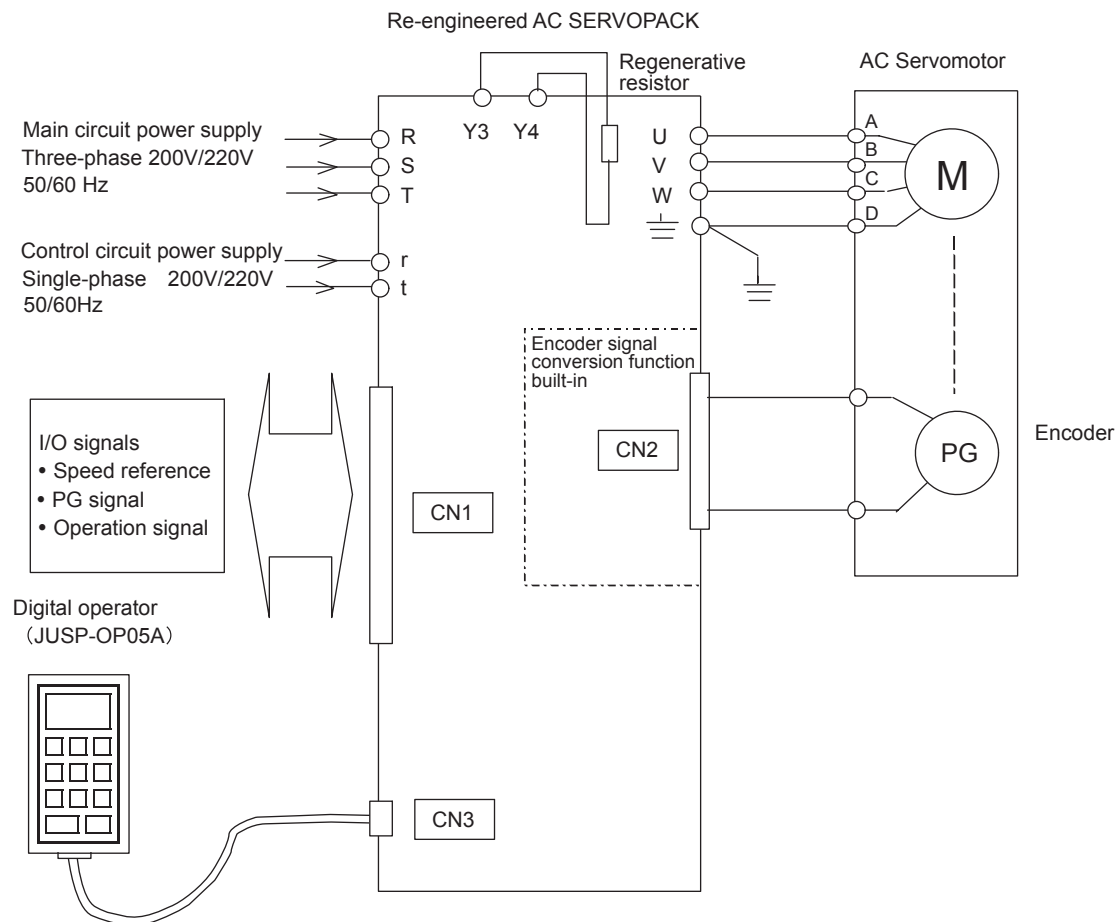 Re-engineered AC SERVOPACK
Regenerative
resistor
AC Servomotor
Main circuit power supply
Three-phase 200V/220V
50/60 Hz
R
S
T
Y3 Y4
U
V
W
A
B
C
D
M
Control circuit power supply
Single-phase 200V/220V
50/60Hz
r
t
Encoder signal
conversion function
built-in
CN2
PG
Encoder
I/O signals
• Speed reference
• PG signal
• Operation signal
CN1
Digital operator
（JUSP-OP05A）
CN3